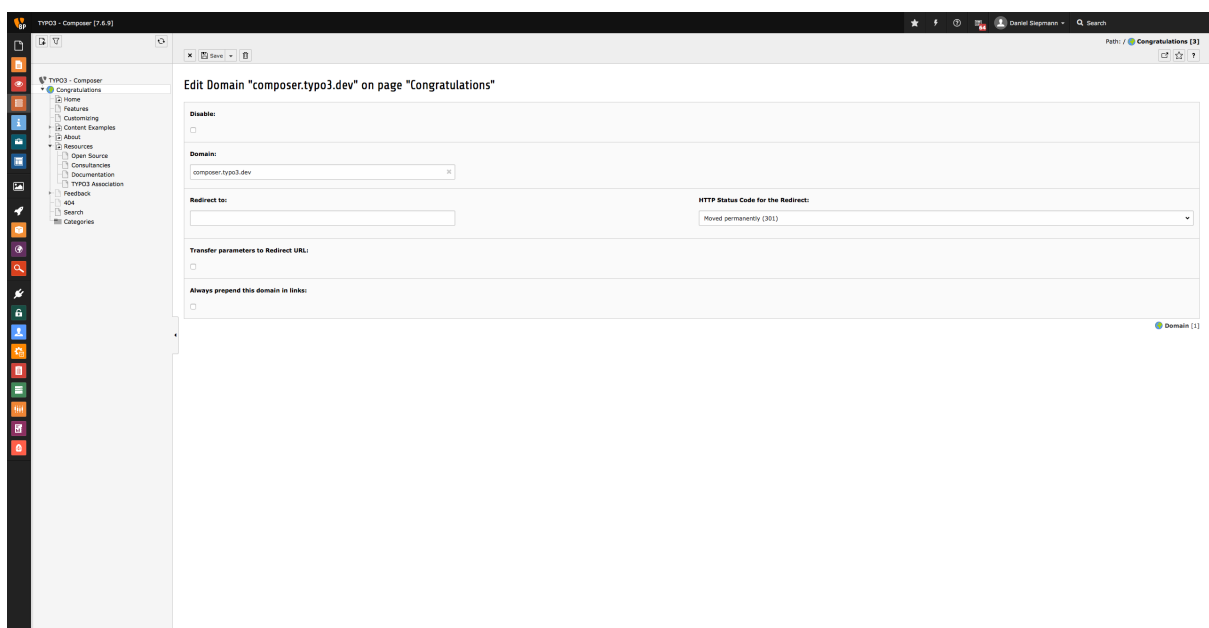 BP
TYPO3 - Composer [7.6.9]
64
Daniel Siepmann
Search
Path: / Congratulations [3]
Save
?
TYPO3 - Composer
Congratulations
Home
Features
Customizing
Content Examples
About
Resources
Open Source
Consultancies
Documentation
TYPO3 Association
Feedback
404
Search
Categories
Edit Domain "composer.typo3.dev" on page "Congratulations"
Disable:
Domain:
composer.typo3.dev
Redirect to:
HTTP Status Code for the Redirect:
Moved permanently (301)
Transfer parameters to Redirect URL:
Always prepend this domain in links:
Domain [1]